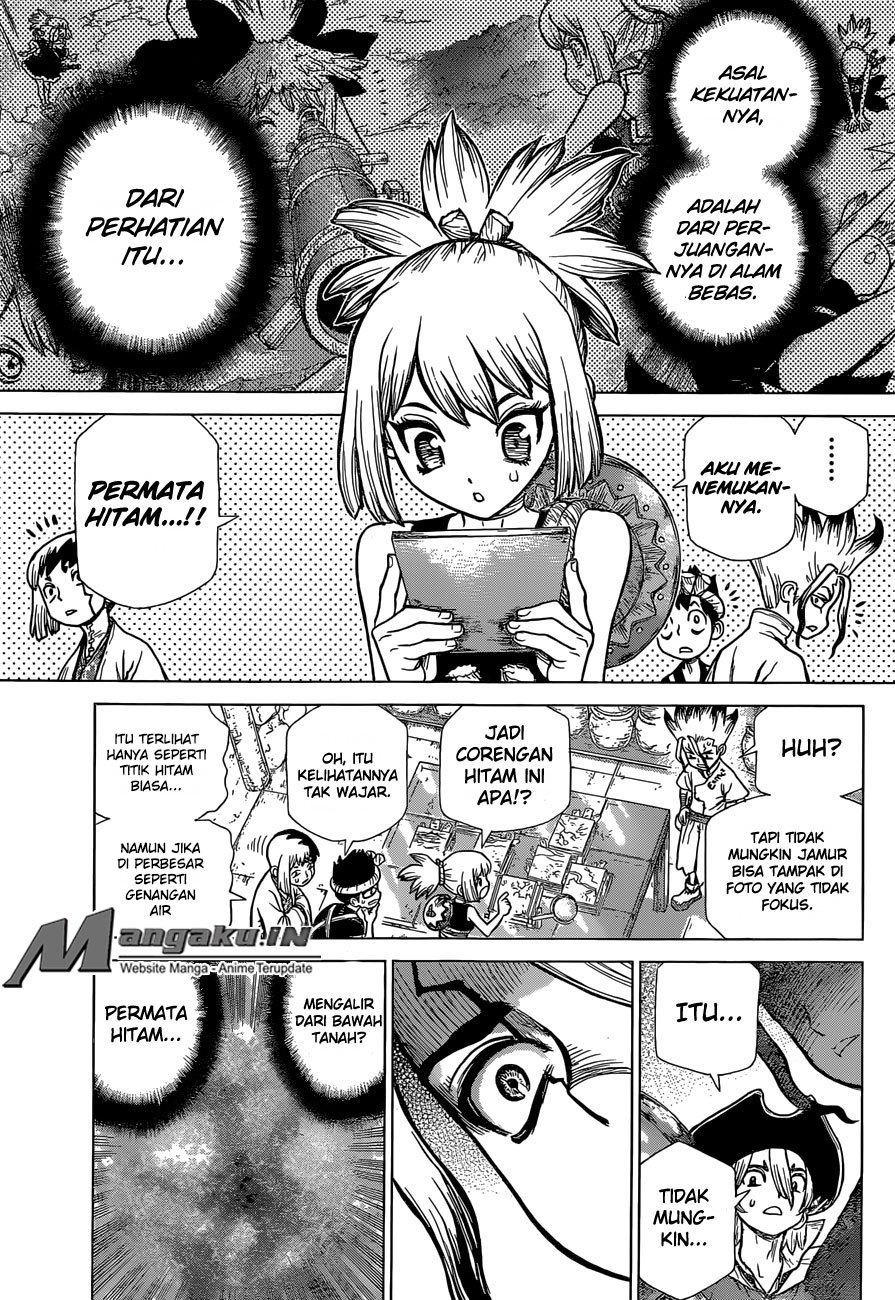 ASAL
KEKUATAN-
NYA,
ADALAH
DARI PER-
JUANGAN-
NYA DI ALAM
BEBAS.
DARI
PERHATIAN
ITU...
......
AKU ME-
NEMUKAN-
NYA.
PERMATA
HITAM...!!
HUH?
TAPI TIDAK
MUNGKIN JAMUR
BISA TAMPAK DI
FOTO YANG TIDAK
FOKUS.
JADI
CORENGAN
HITAM INI
APA!?
OH, ITU
KELIHATANNYA
TAK WAJAR.
ITU TERLIHAT
HANYA SEPERTI
TITIK HITAM
BIASA...
NAMUN JIKA
DI PERBESAR
SEPERTI
GENANGAN
AIR
Mangaku.IN
Website Manga - Anime Terupdate
ITU...
TIDAK
MUNG-
KIN...
MENGALIR
DARI BAWAH
TANAH?
PERMATA
HITAM...